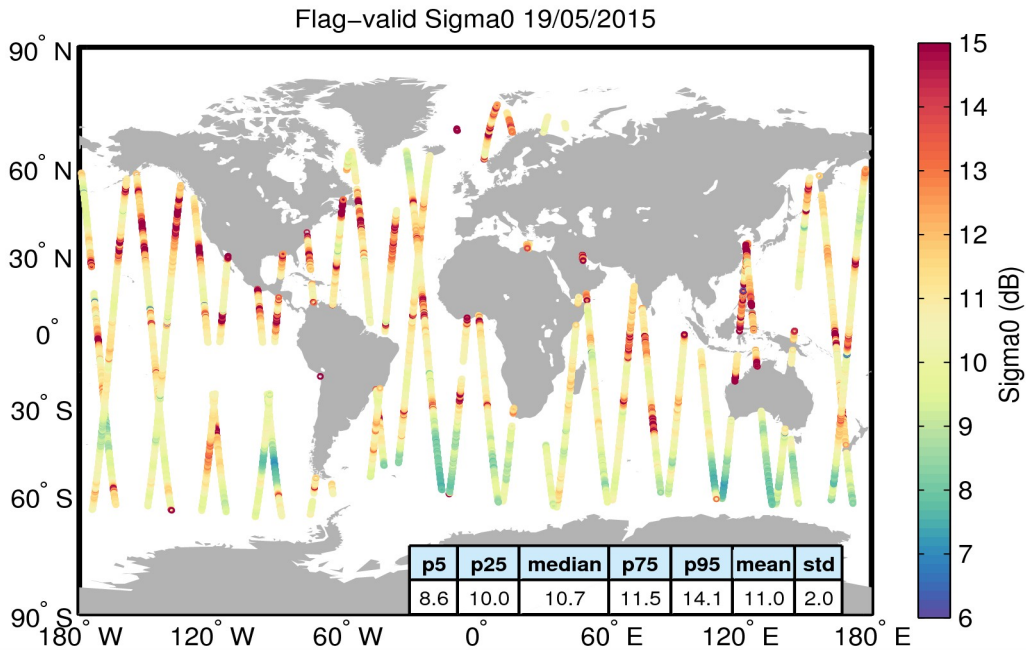 Flag−valid Sigma0 19/05/2015
90° N
60° N
30° N
0°
30° S
60° S
90° S
180° W
120° W
60° W
0°
60° E
120° E
180° E
p5 p25 median p75 p95 mean std
8.6 10.0 10.7 11.5 14.1 11.0 2.0
15
14
13
12
11
10
9
8
7
6
Sigma0 (dB)